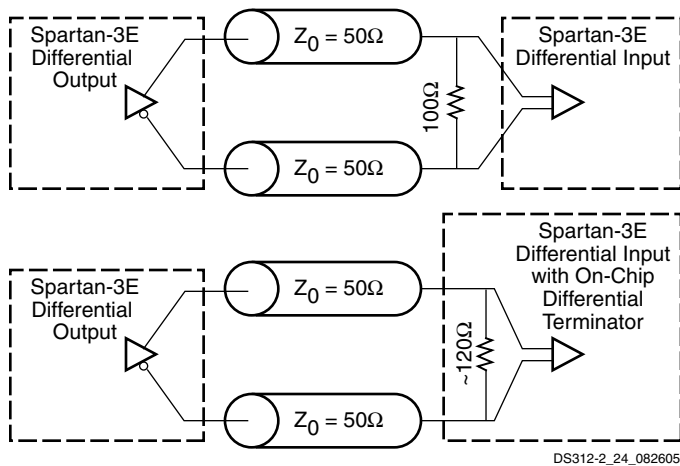 Spartan-3E
Differential
Output
Z0 = 50Ω
Z0 = 50Ω
100Ω
Spartan-3E
Differential Input
Spartan-3E
Differential
Output
Z0 = 50Ω
Z0 = 50Ω
~120Ω
Spartan-3E
Differential Input
with On-Chip
Differential
Terminator
DS312-2_24_082605